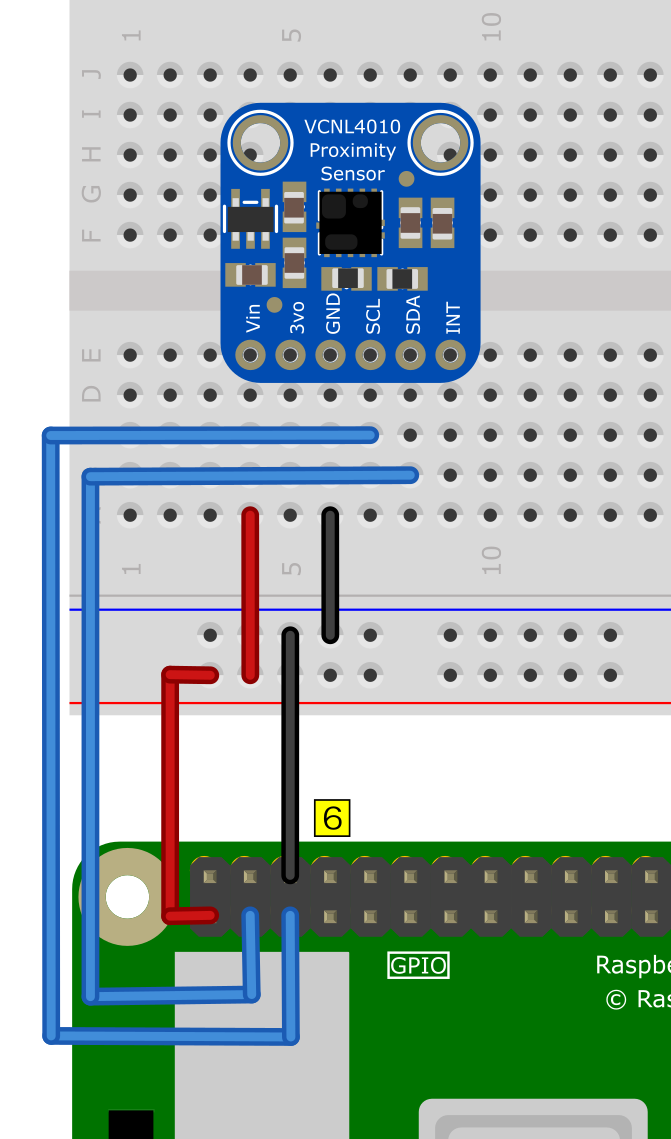 1 5 10
J
I
H
G
F
VCNL4010
Proximity
Sensor
Vin 3vo GND SCL SDA INT
E
D
1 5 10
6
GPIO Raspbe
© Ras